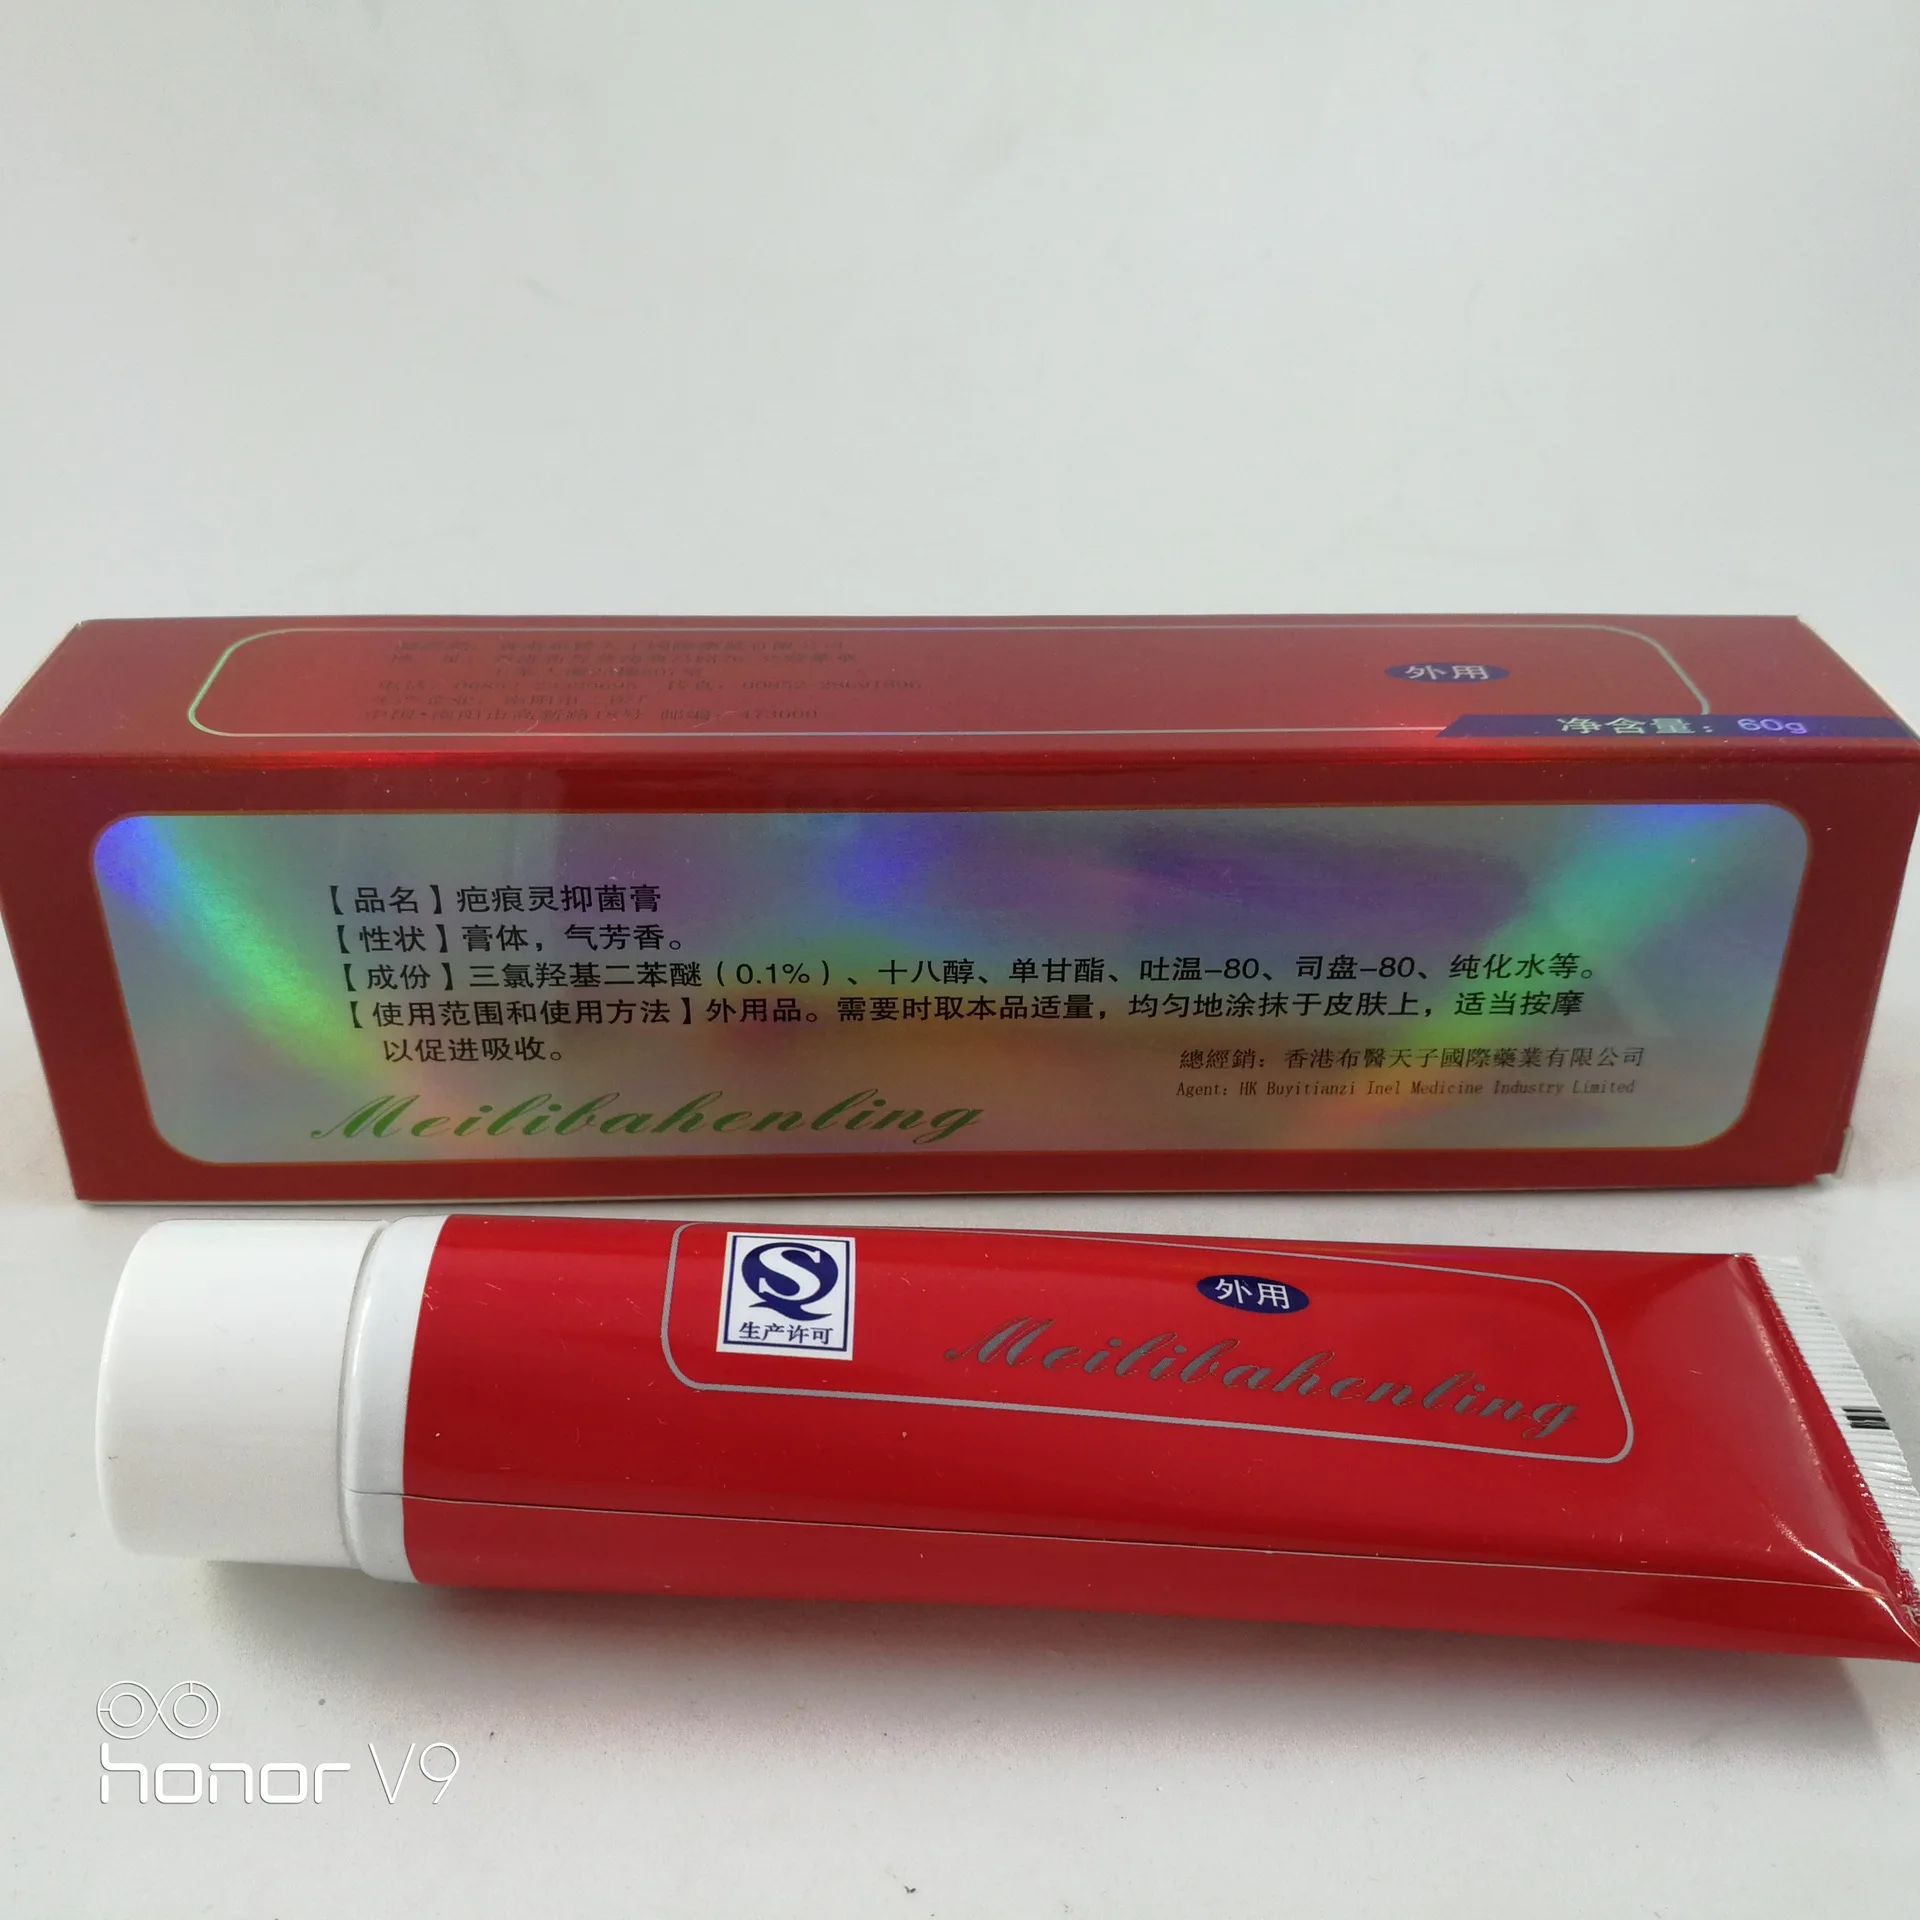 外用
净含量：60g
【品名】疤痕灵抑菌膏
【性状】膏体，气芳香。
【成份】三氯羟基二苯醚（0.1%）、十八醇、单甘酯、吐温-80、司盘-80、纯化水等。
【使用范围和使用方法】外用品。需要时取本品适量，均匀地涂抹于皮肤上，适当按摩
以促进吸收。
總經銷：香港布醫天子國際藥業有限公司
Agent: HK Buyitianzi Inel Medicine Industry Limited
Meilibahenling
QS
生产许可
外用
Meilibahenling
honor V9